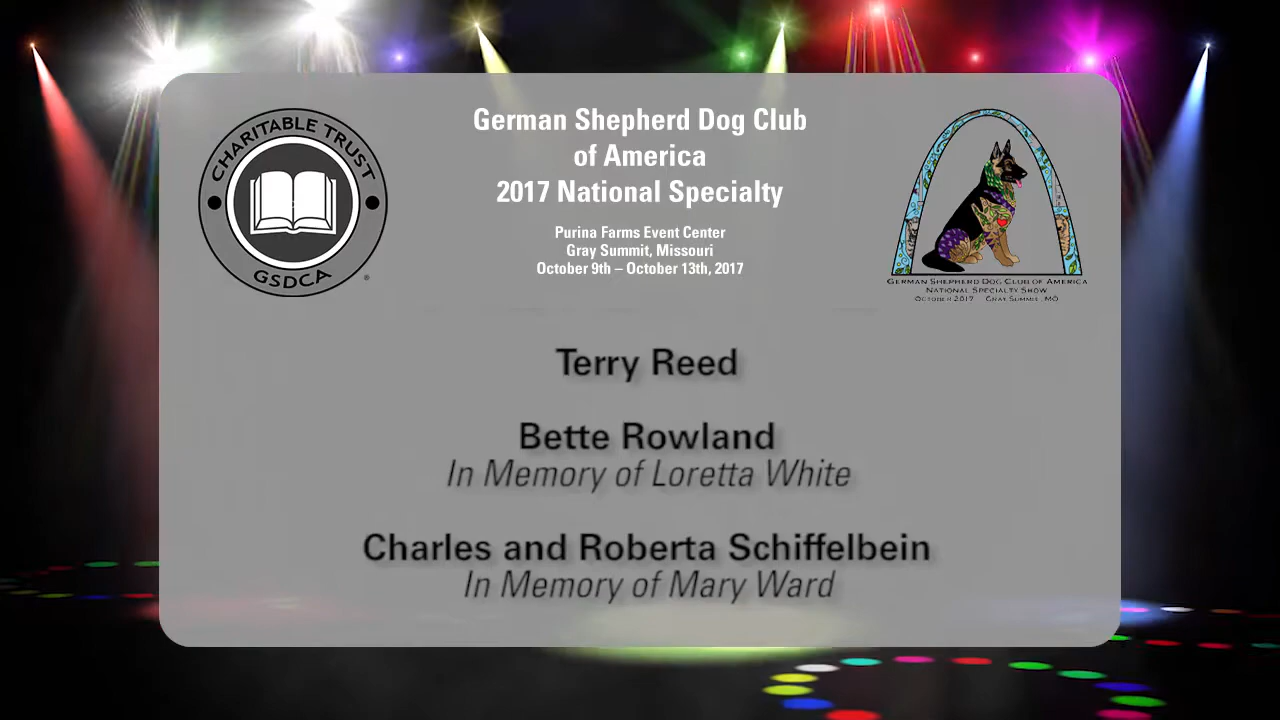 CHARITABLE TRUST
GSDCA
German Shepherd Dog Club
of America
2017 National Specialty
Purina Farms Event Center
Gray Summit, Missouri
October 9th – October 13th, 2017
German Shepherd Dog Club of America
National Specialty Show
October 2017 Gray Summit, MO
Terry Reed
Bette Rowland
In Memory of Loretta White
Charles and Roberta Schiffelbein
In Memory of Mary Ward